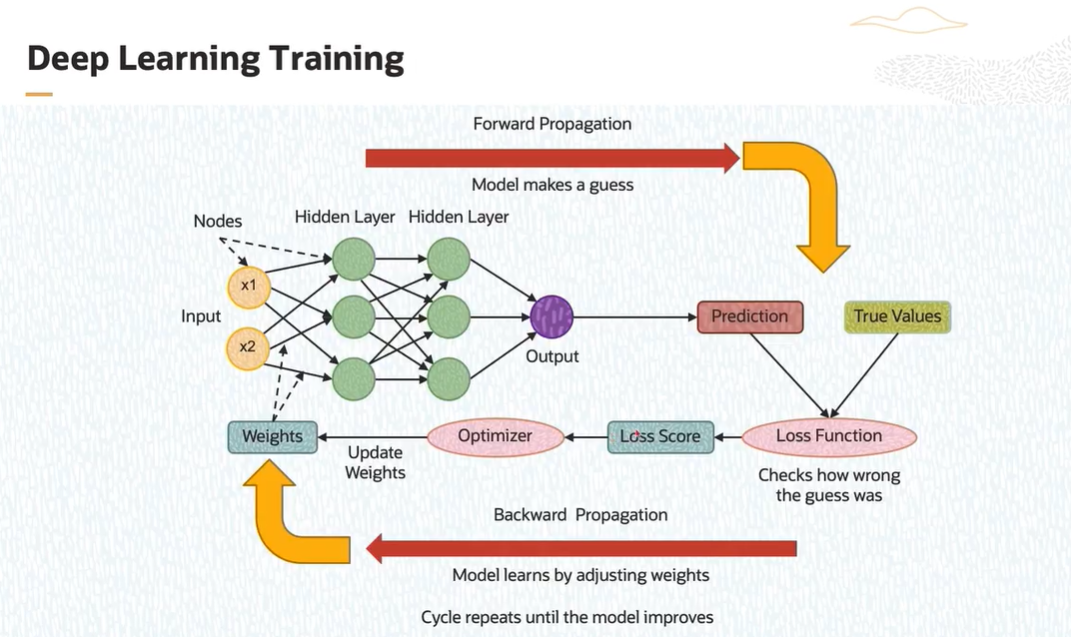 Deep Learning Training
Forward Propagation
Model makes a guess
Nodes
Hidden Layer
Hidden Layer
x1
Input
x2
Output
Prediction
True Values
Weights
Update
Weights
Optimizer
Loss Score
Loss Function
Checks how wrong
the guess was
Backward Propagation
Model learns by adjusting weights
Cycle repeats until the model improves